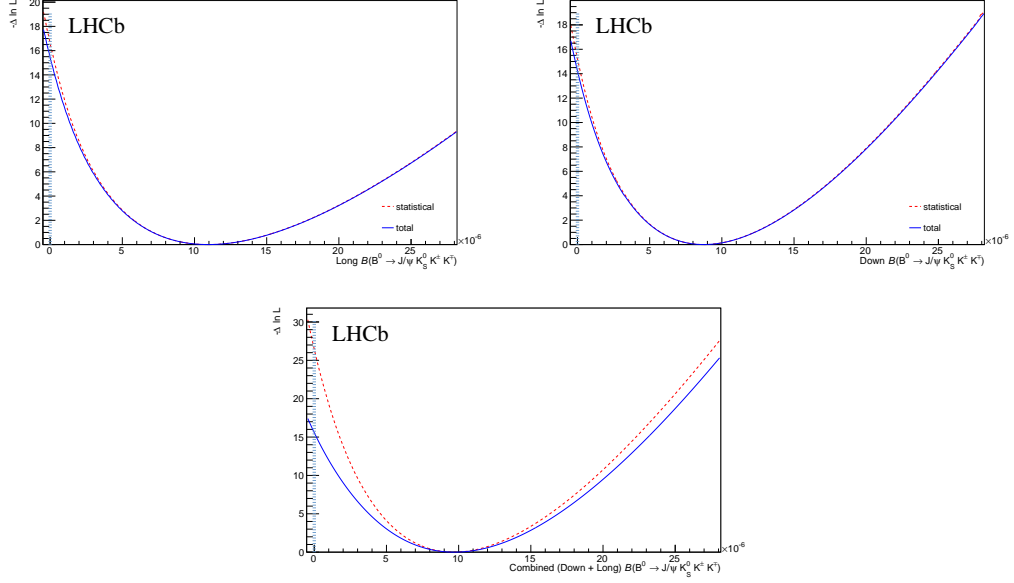 -Δ ln L
20
18
16
14
12
10
8
6
4
2
0
LHCb
statistical
total
0 5 10 15 20 25
×10⁻⁶
Long B(B⁰ → J/ψ K⁰_S K± K∓)
-Δ ln L
18
16
14
12
10
8
6
4
2
0
LHCb
statistical
total
0 5 10 15 20 25
×10⁻⁶
Down B(B⁰ → J/ψ K⁰_S K± K∓)
-Δ ln L
30
25
20
15
10
5
0
LHCb
0 5 10 15 20 25
×10⁻⁶
Combined (Down + Long) B(B⁰ → J/ψ K⁰_S K± K∓)